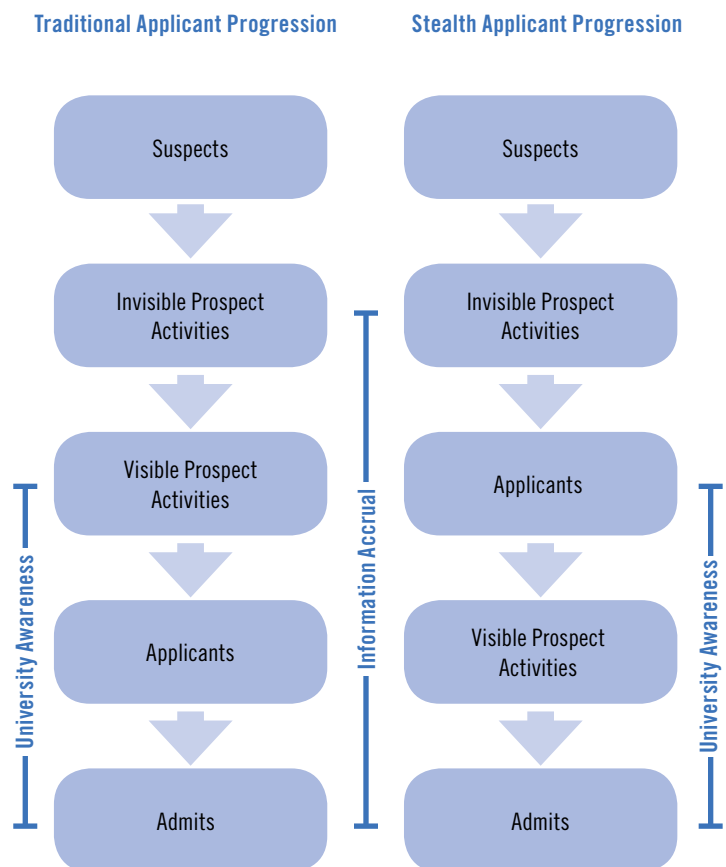 Traditional Applicant Progression
Suspects
Invisible Prospect
Activities
Visible Prospect
Activities
Applicants
Admits
University Awareness
Information Accrual
Stealth Applicant Progression
Suspects
Invisible Prospect
Activities
Applicants
Visible Prospect
Activities
Admits
University Awareness